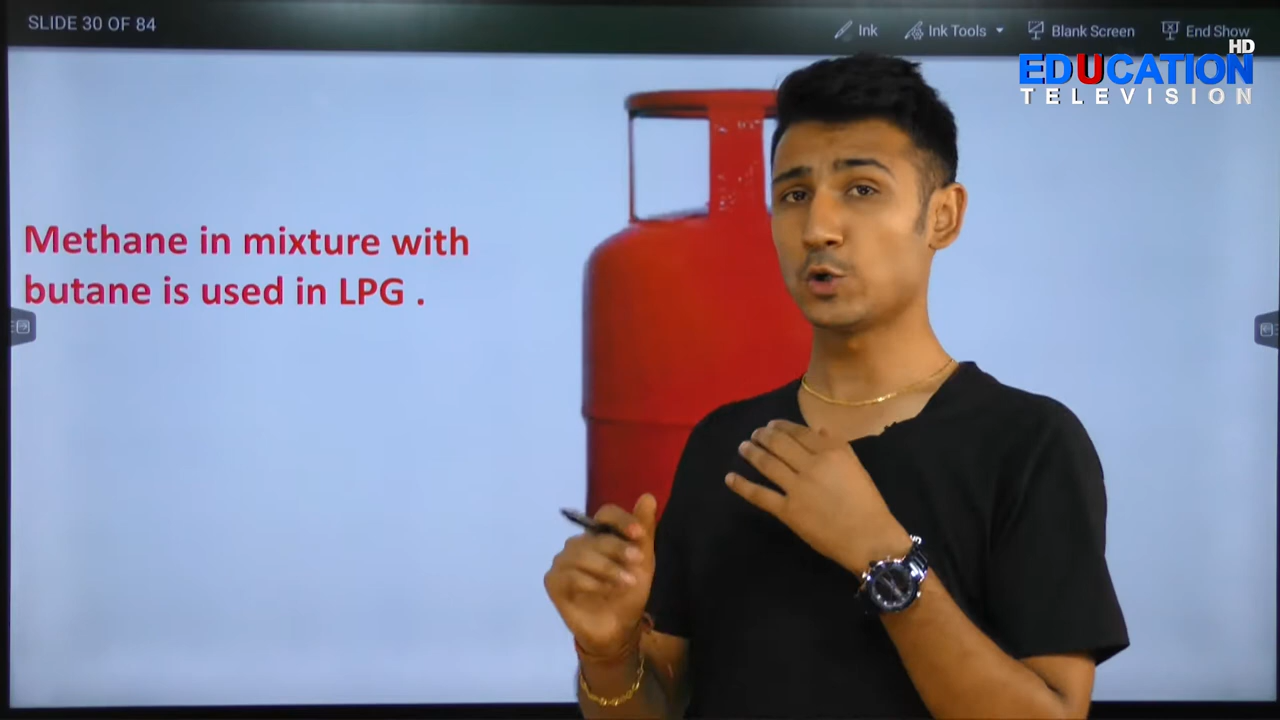 SLIDE 30 OF 84
Ink
Ink Tools
Blank Screen
End Show
HD
EDUCATION
TELEVISION
Methane in mixture with
butane is used in LPG .